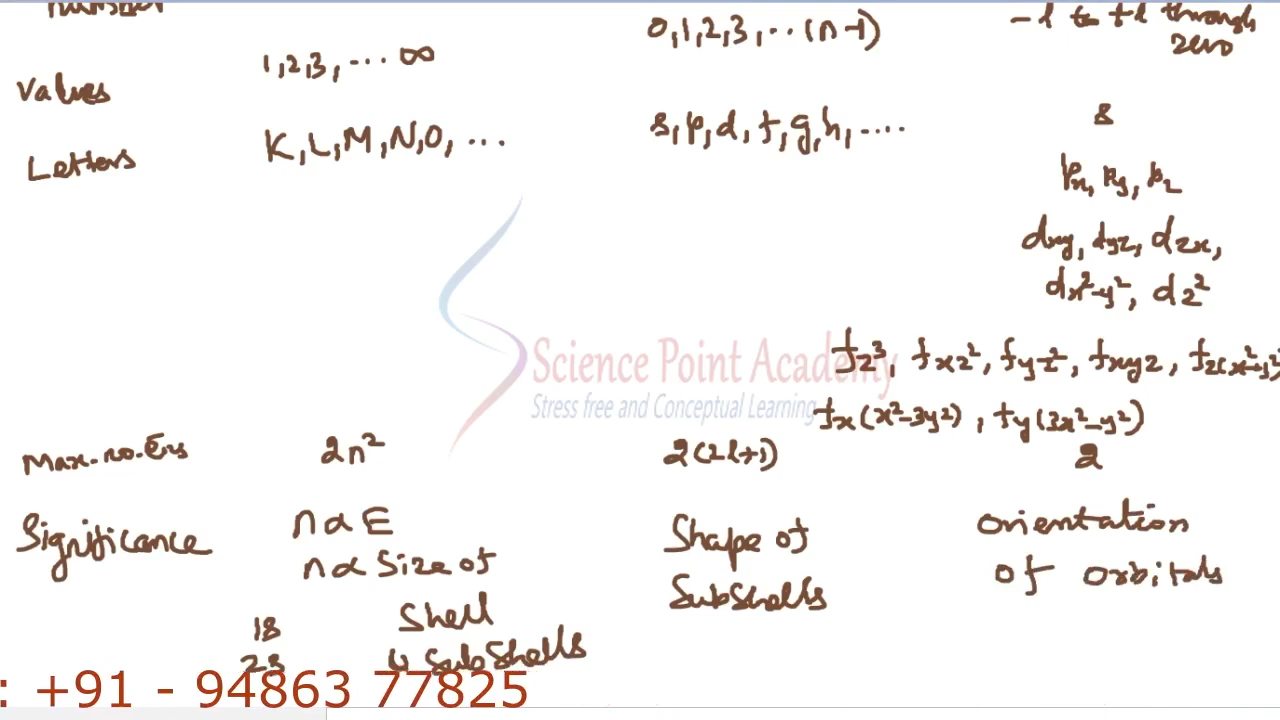 Number
- l to + l through
zero
Values 1,2,3, ... ∞ 0,1,2,3, .. (n-1)
Letters K, L, M, N, O, ... s, p, d, f, g, h, .... s
px, py, pz
dxy, dyz, dzx,
dx²-y², dz²
fz³, fxz², fyz², fxyz, fz(x²-y²)
fx(x²-3y²), fy(3x²-y²)
Science Point Academy
Stress free and Conceptual Learning
Max. no. 2n² 2(2l+1) 2
Significance n ∝ E Shape of Orientation
n ∝ Size of Subshells of orbitals
Shell
1s
2s Subshells
: +91 - 94863 77825